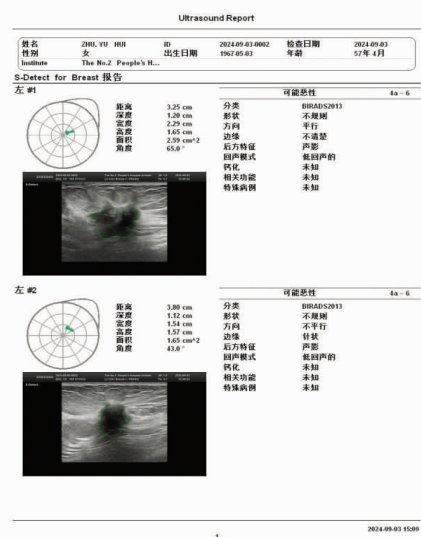 Ultrasound Report
姓名 ZHU, YU HUI ID 2024-09-03-0002 检查日期 2024-09-03
性别 女 出生日期 1967-05-03 年龄 57年 4月
Institute The No.2 People's H...
S-Detect for Breast 报告
左 #1
距离 3.25 cm
深度 1.20 cm
宽度 2.29 cm
高度 1.65 cm
面积 2.59 cm^2
角度 65.0 °
可能恶性 4a ~ 6
分类 BIRADS2013
形状 不规则
方向 平行
边缘 不清楚
后方特征 声影
回声模式 低回声的
钙化 未知
相关功能 未知
特殊病例 未知
左 #2
距离 3.80 cm
深度 1.12 cm
宽度 1.54 cm
高度 1.57 cm
面积 1.65 cm^2
角度 43.0 °
可能恶性 4a ~ 6
分类 BIRADS2013
形状 不规则
方向 不平行
边缘 针状
后方特征 声影
回声模式 低回声的
钙化 未知
相关功能 未知
特殊病例 未知
2024-09-03 15:09
1